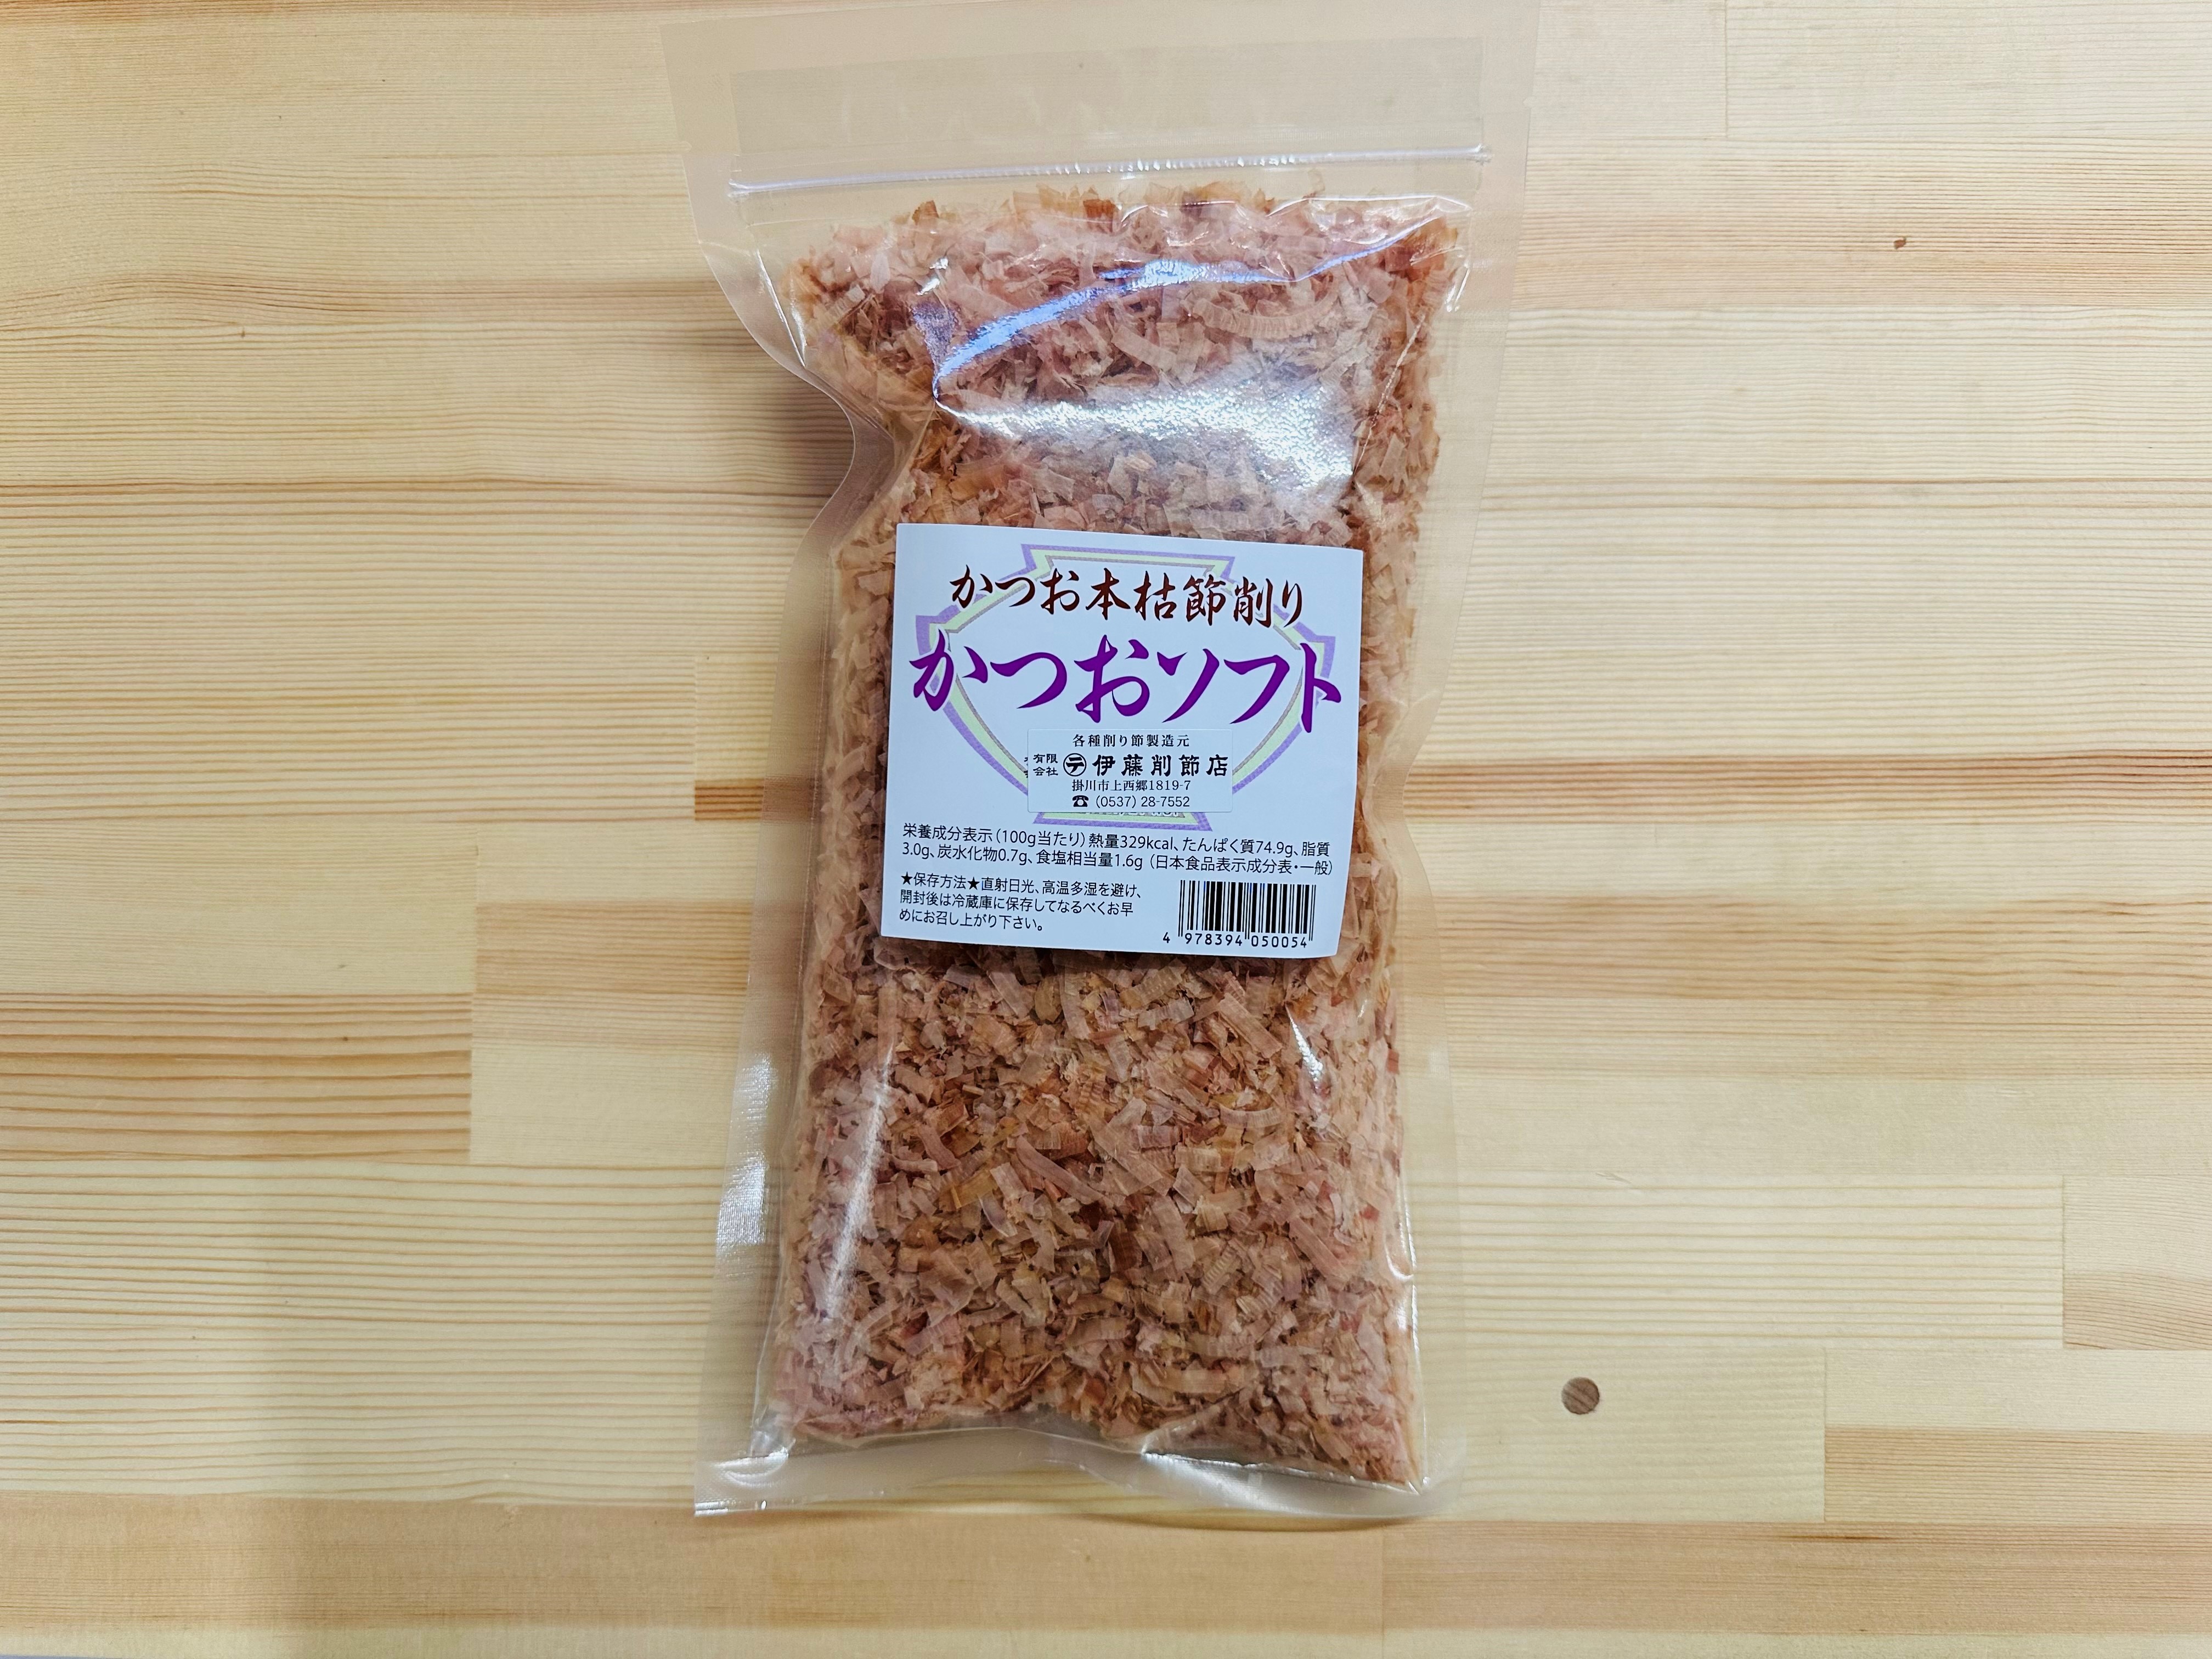 かつお本枯節削り
かつおソフト
各種削り節製造元
有限会社 テ 伊藤削節店
掛川市上西郷1819-7
☎ (0537) 28-7552
栄養成分表示(100g当たり)熱量329kcal、たんぱく質74.9g、脂質
3.0g、炭水化物0.7g、食塩相当量1.6g(日本食品表示成分表・一般)
★保存方法★直射日光、高温多湿を避け、
開封後は冷蔵庫に保存してなるべくお早
めにお召し上がり下さい。
4 978394 050054